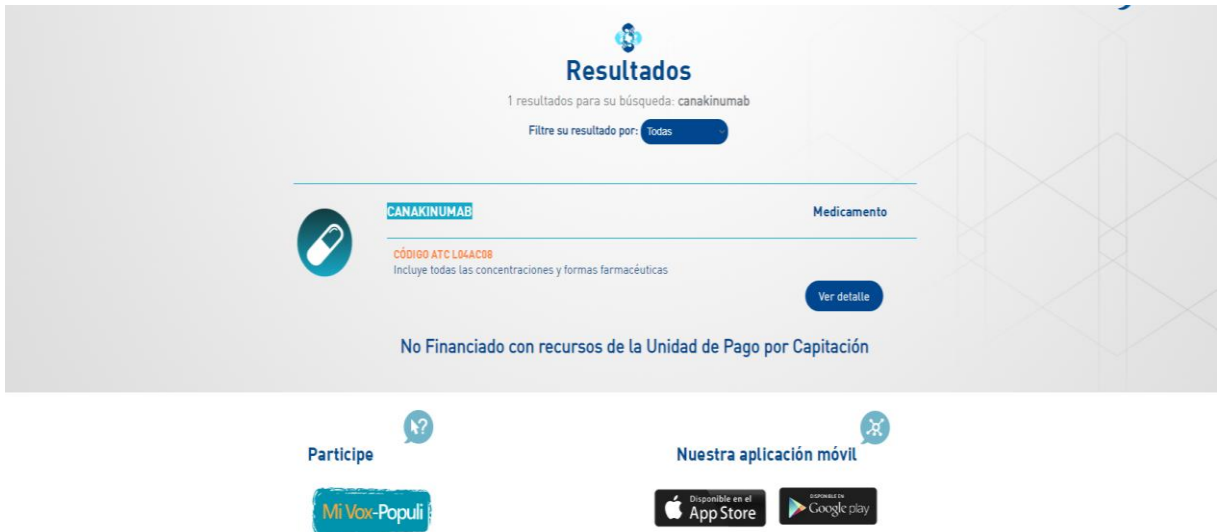 Resultados
1 resultados para su búsqueda: canakinumab
Filtre su resultado por: Todas
CANAKINUMAB
Medicamento
CÓDIGO ATC L04AC08
Incluye todas las concentraciones y formas farmacéuticas
Ver detalle
No Financiado con recursos de la Unidad de Pago por Capitación
Participe
Nuestra aplicación móvil
Mi Vox-Populi
Disponible en el
App Store
DISPONIBLE EN
Google play